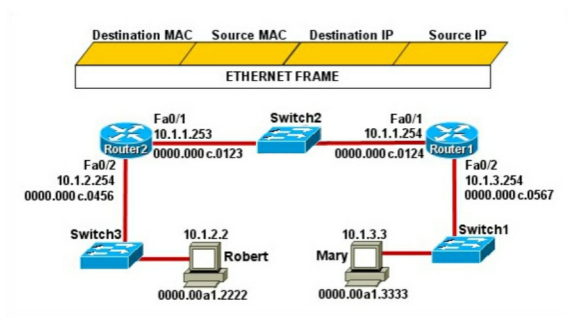 Destination MAC Source MAC Destination IP Source IP
ETHERNET FRAME
Fa0/1
10.1.1.253
0000.000c.0123
Switch2
Fa0/1
10.1.1.254
0000.000c.0124
Router2
Router1
Fa0/2
10.1.2.254
0000.000c.0456
Fa0/2
10.1.3.254
0000.000c.0567
Switch3
10.1.2.2
Robert
0000.00a1.2222
10.1.3.3
Mary
0000.00a1.3333
Switch1